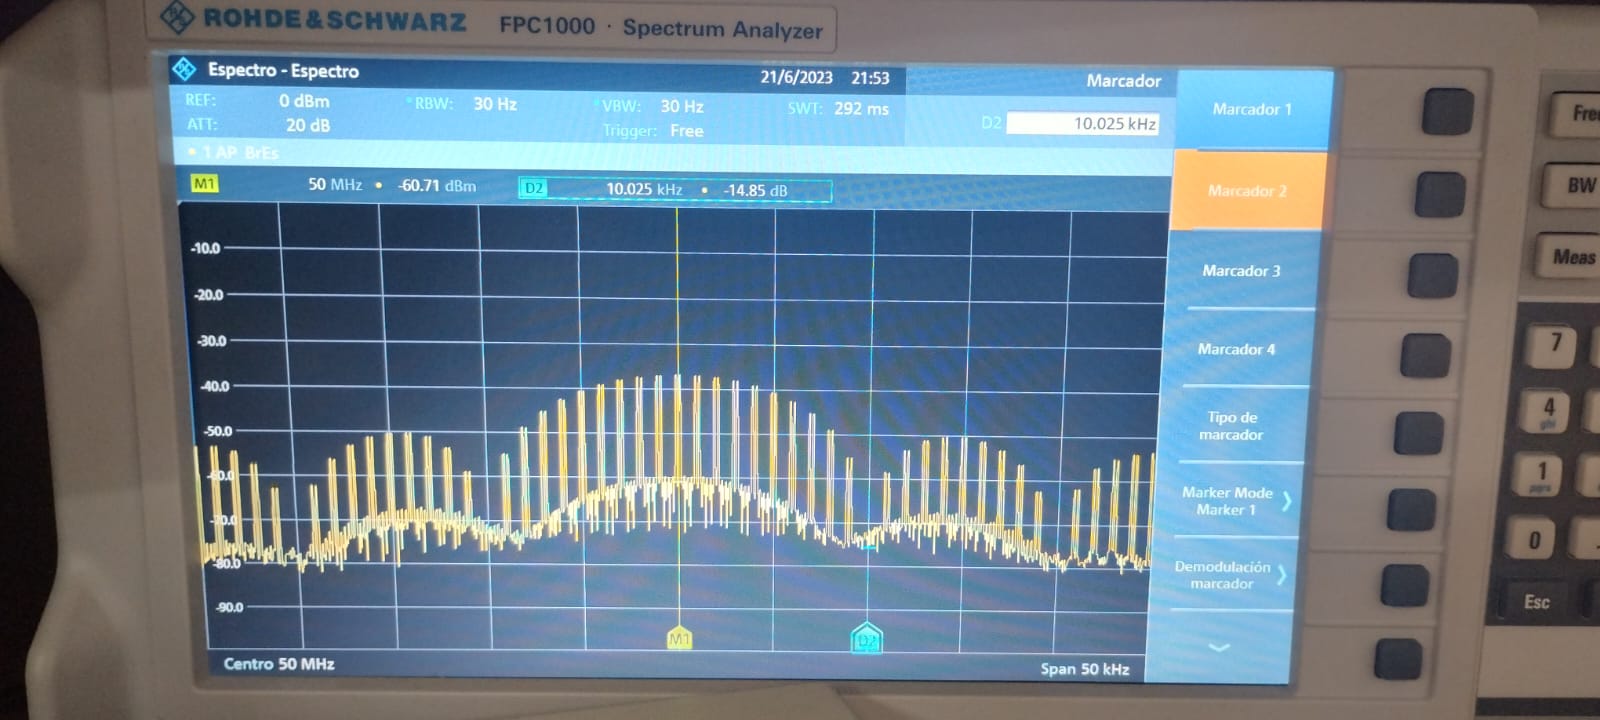 ROHDE & SCHWARZ FPC1000 · Spectrum Analyzer
Espectro - Espectro 21/6/2023 21:53 Marcador
REF: 0 dBm RBW: 30 Hz VBW: 30 Hz SWT: 292 ms
ATT: 20 dB Trigger: Free D2 10.025 kHz
1 AP BrEs
M1 50 MHz • -60.71 dBm D2 10.025 kHz • -14.85 dB
-10.0
-20.0
-30.0
-40.0
-50.0
-60.0
-70.0
-80.0
-90.0
M1 D2
Centro 50 MHz Span 50 kHz
Marcador 1
Marcador 2
Marcador 3
Marcador 4
Tipo de
marcador
Marker Mode
Marker 1
Demodulación
marcador
BW
Meas
7
4
ghi
1
0
Esc